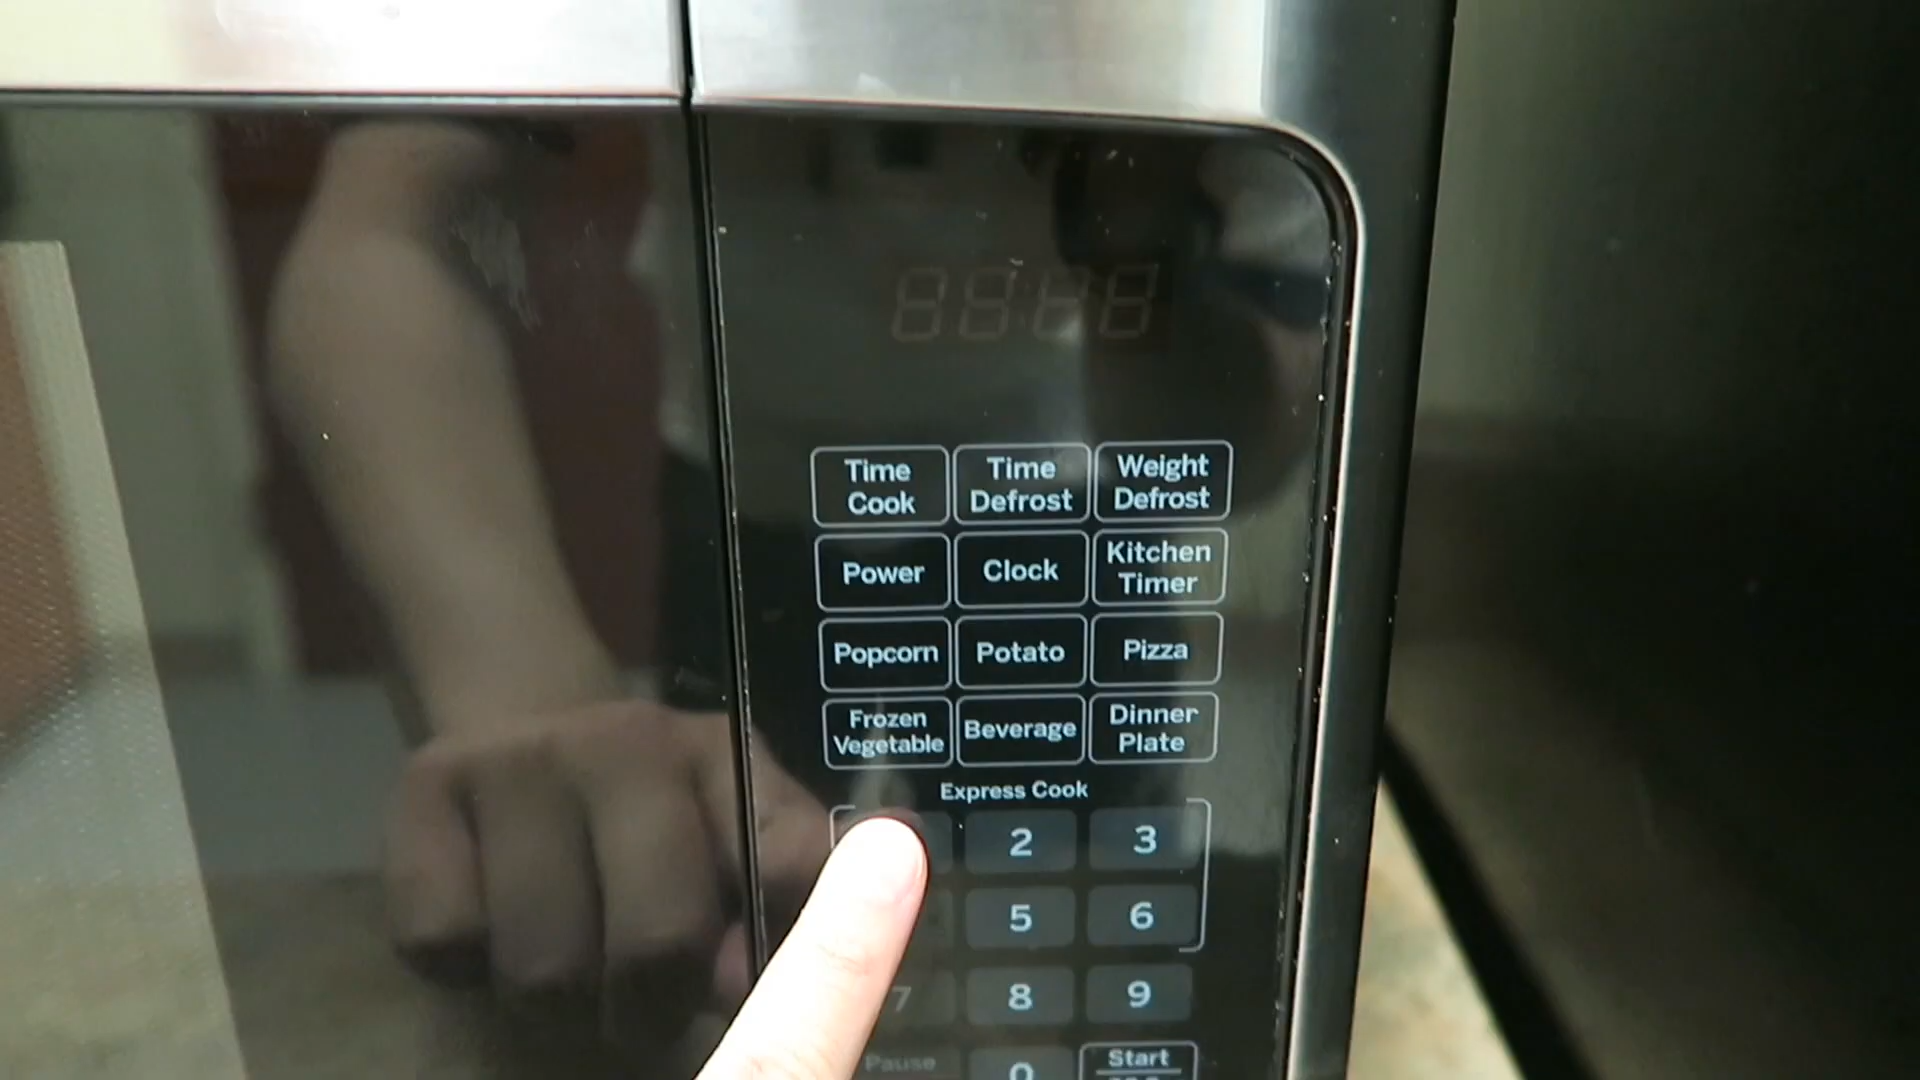 Time
Cook
Time
Defrost
Weight
Defrost
Power
Clock
Kitchen
Timer
Popcorn
Potato
Pizza
Frozen
Vegetable
Beverage
Dinner
Plate
Express Cook
2
3
5
6
7
8
9
Pause
0
Start